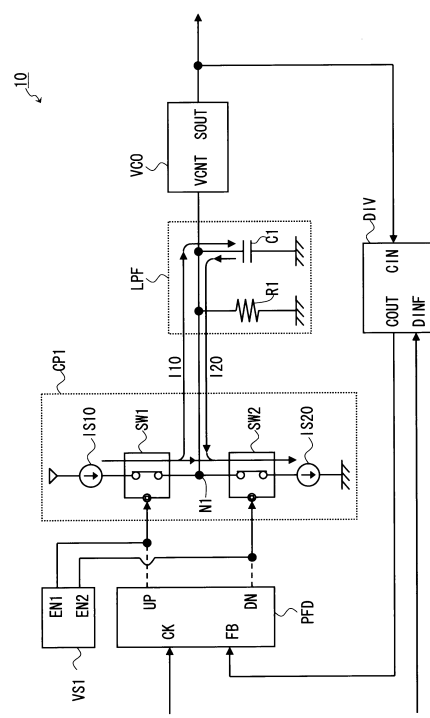 10
VCO
VCNT SOUT
LPF
C1
R1
DIV
CIN
COUT
DINF
CP1
IS10
SW1
I10
I20
N1
SW2
IS20
EN1
EN2
VS1
UP
DN
CK
FB
PFD